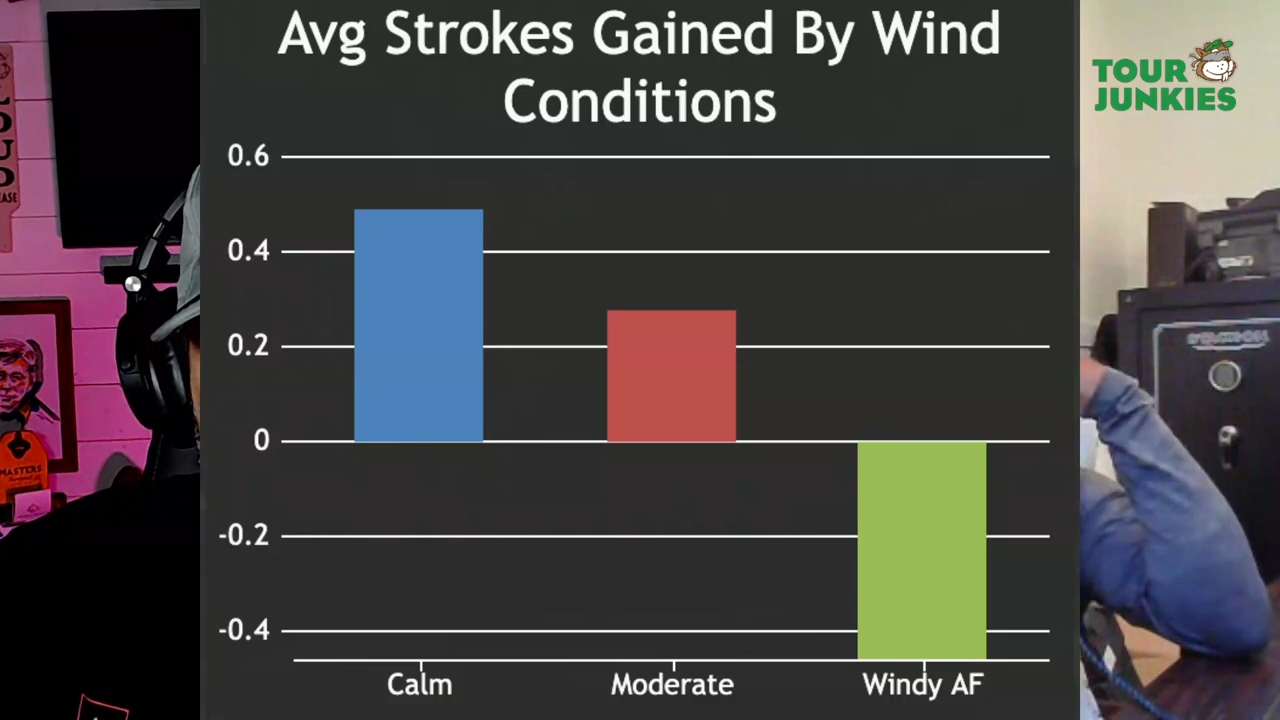 Avg Strokes Gained By Wind
Conditions
TOUR
JUNKIES
0.6
0.4
0.2
0
-0.2
-0.4
Calm
Moderate
Windy AF
MASTERS